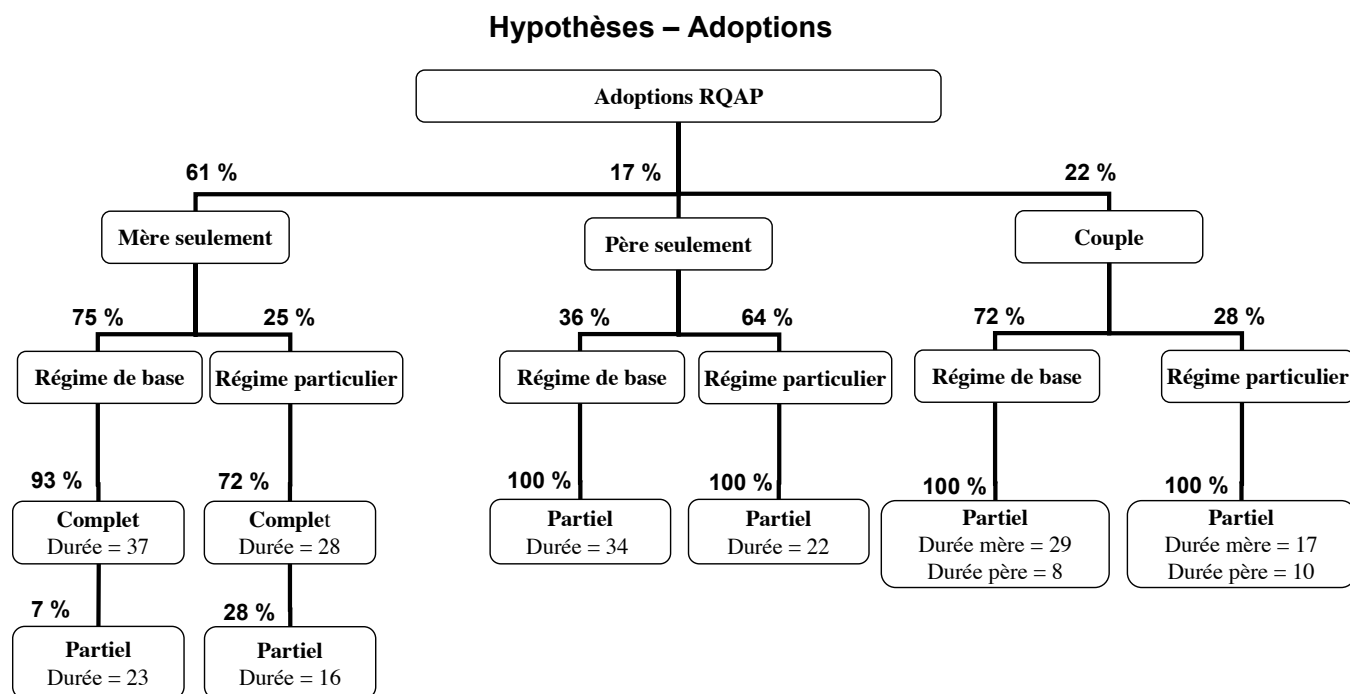 Hypothèses – Adoptions
Adoptions RQAP
61 %
17 %
22 %
Mère seulement
Père seulement
Couple
75 %
25 %
36 %
64 %
72 %
28 %
Régime de base
Régime particulier
Régime de base
Régime particulier
Régime de base
Régime particulier
93 %
72 %
100 %
100 %
100 %
100 %
Complet
Durée = 37
Complet
Durée = 28
Partiel
Durée = 34
Partiel
Durée = 22
Partiel
Durée mère = 29
Durée père = 8
Partiel
Durée mère = 17
Durée père = 10
7 %
28 %
Partiel
Durée = 23
Partiel
Durée = 16